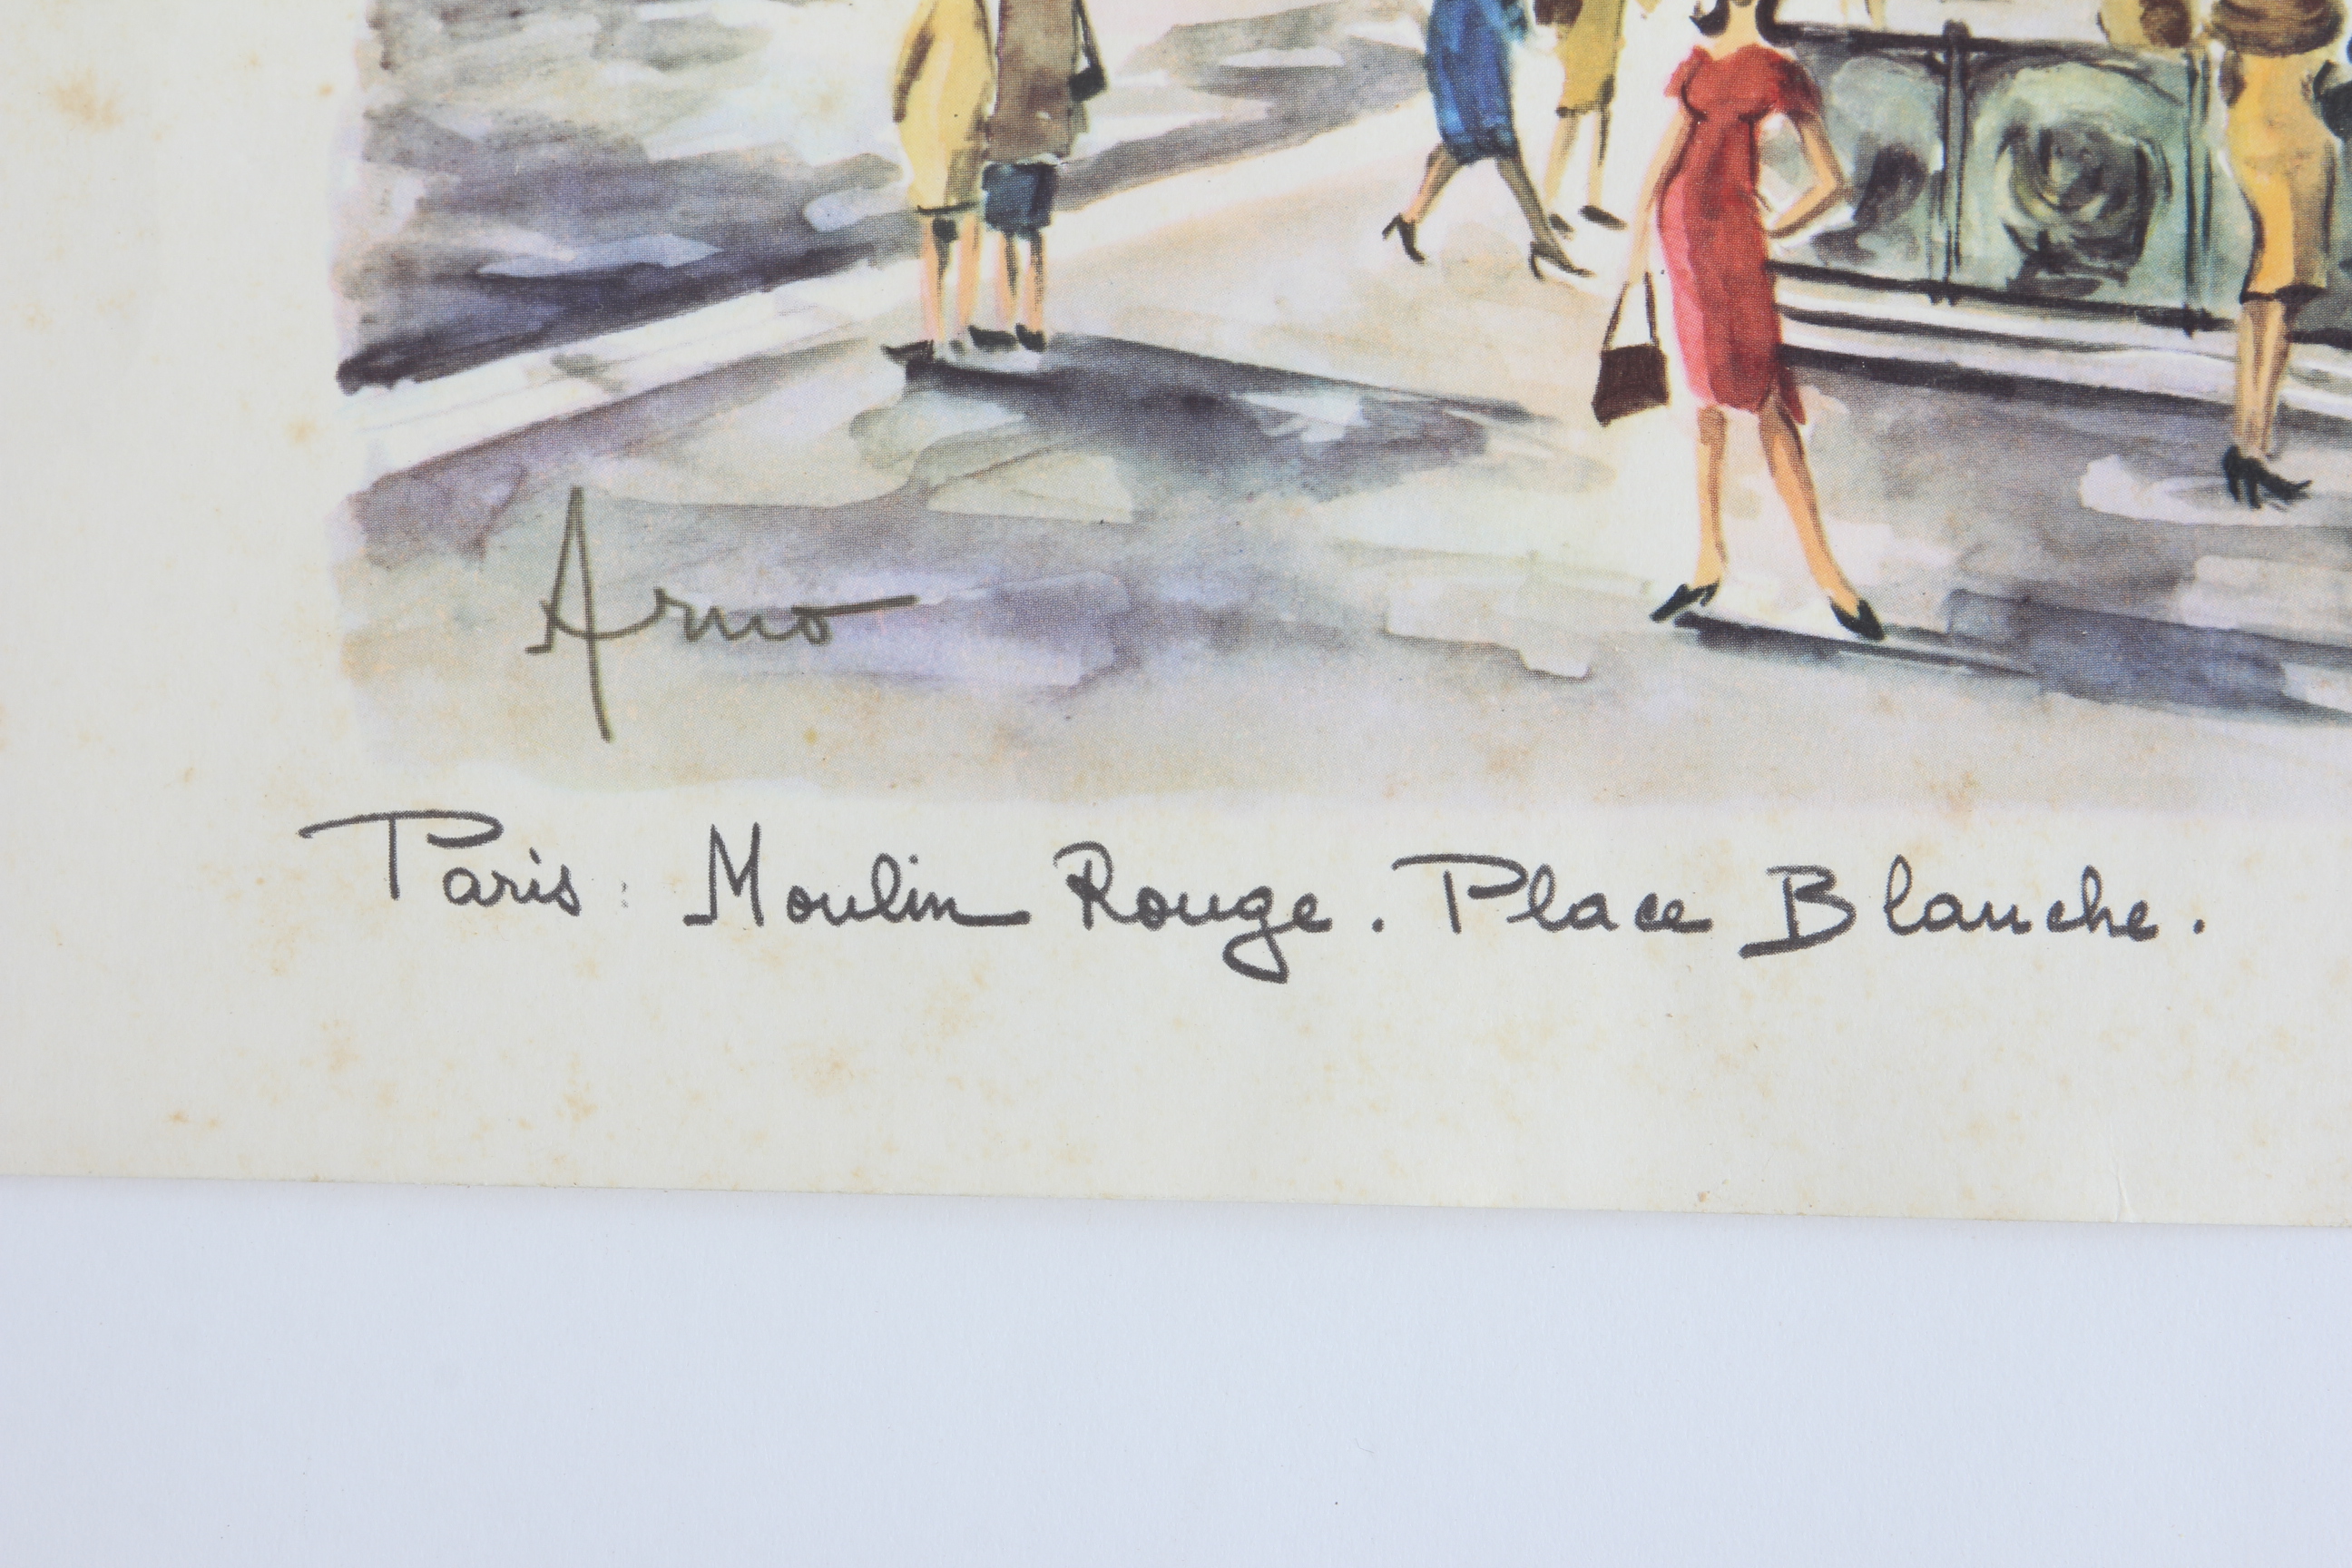 Arno
Paris : Moulin Rouge. Place Blanche.